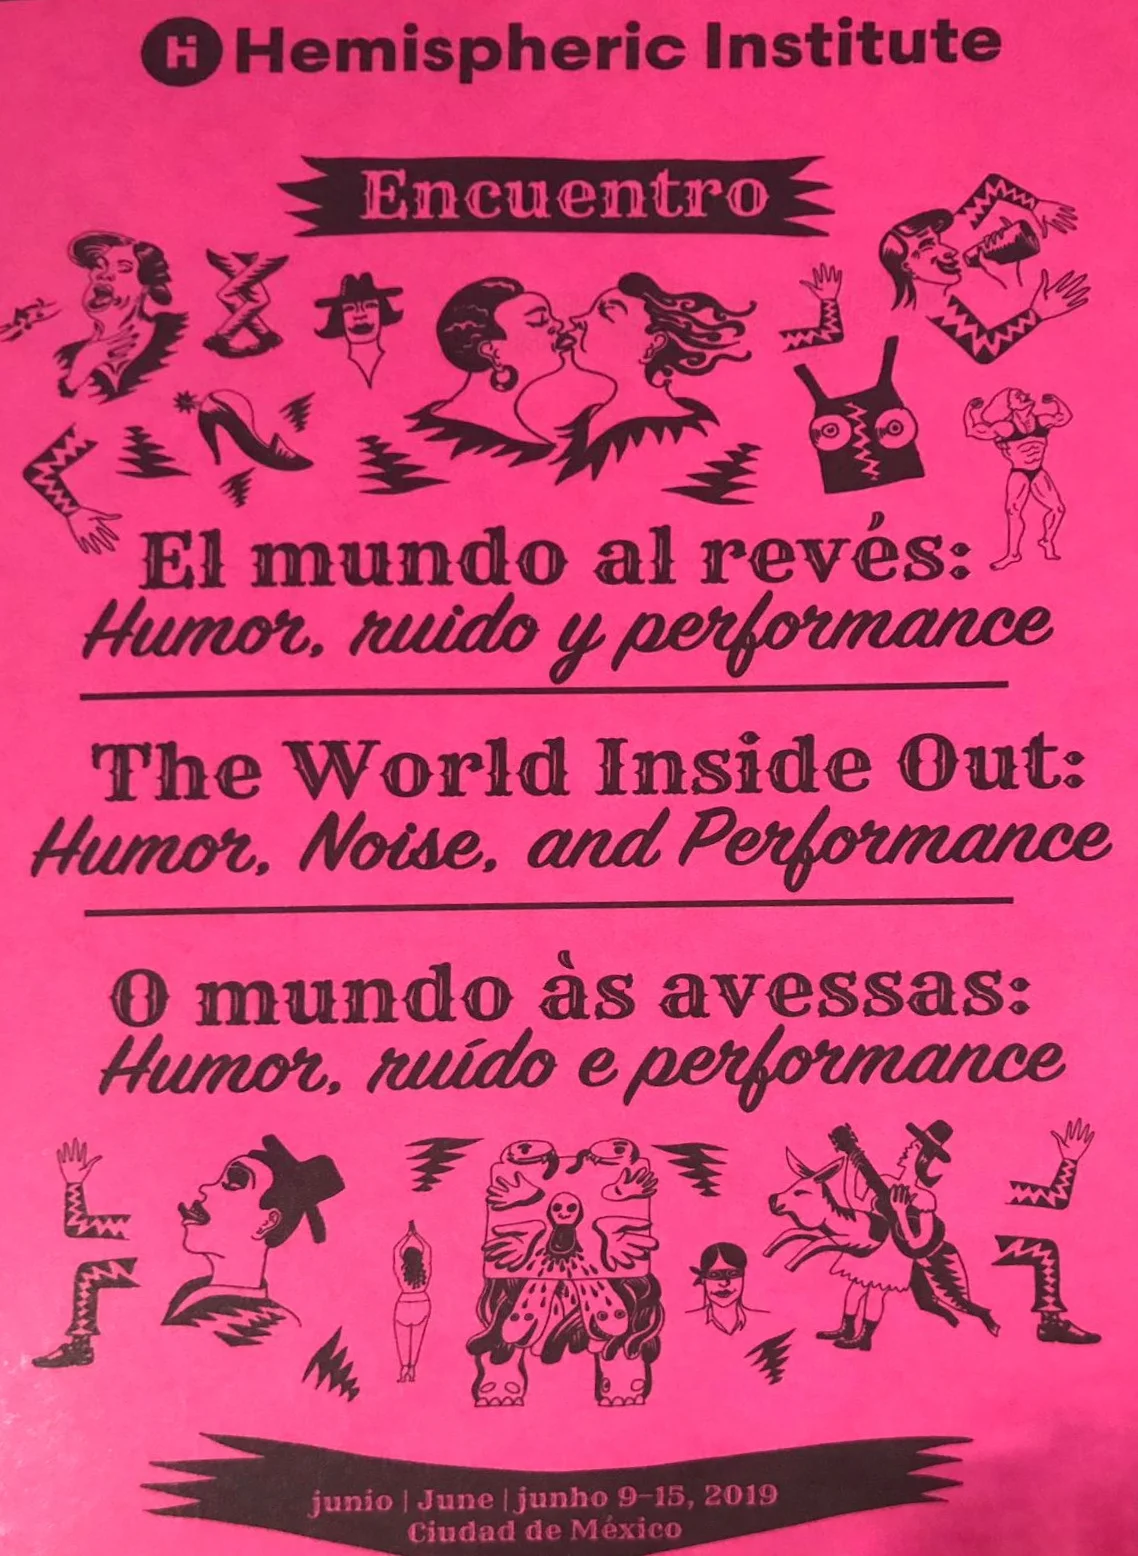 Hemispheric Institute
Encuentro
El mundo al revés:
Humor, ruido y performance
The World Inside Out:
Humor, Noise, and Performance
O mundo às avessas:
Humor, ruído e performance
junio | June | junho 9–15, 2019
Ciudad de México